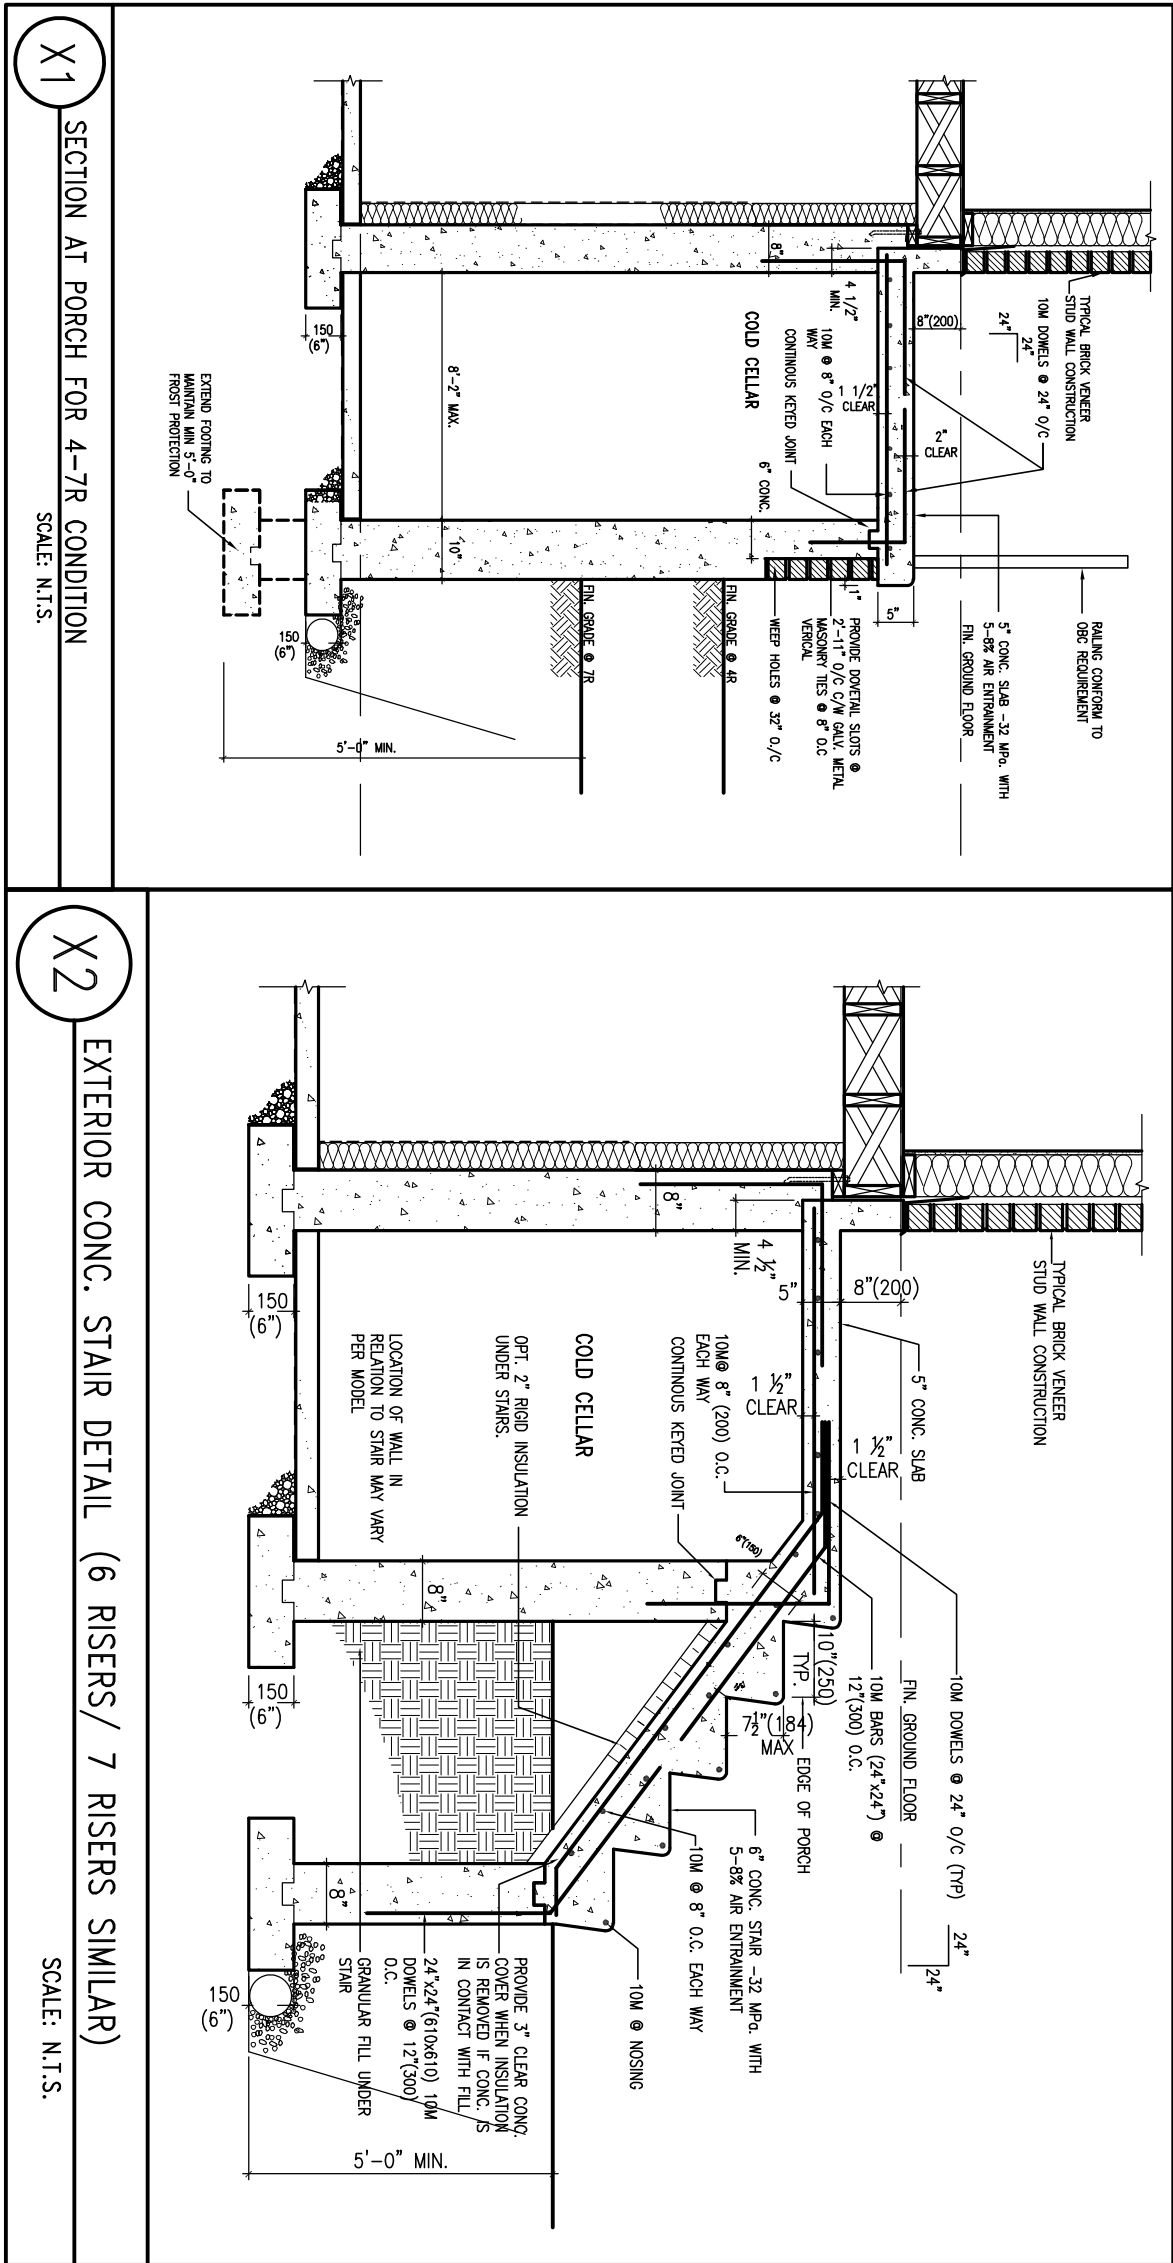 X1
SECTION AT PORCH FOR 4-7R CONDITION
SCALE: N.T.S.
TYPICAL BRICK VENEER
STUD WALL CONSTRUCTION
10M DOWELS @ 24" O/C
24"
24"
8"(200)
RAILING CONFORM TO
OBC REQUIREMENT
5" CONC. SLAB -32 MPa. WITH
5-8% AIR ENTRAINMENT
FIN. GROUND FLOOR
2"
CLEAR
1 1/2"
CLEAR
5"
1"
8"
4 1/2"
MIN.
10M @ 8" O/C EACH
WAY
CONTINOUS KEYED JOINT
COLD CELLAR
6" CONC.
PROVIDE DOVETAIL SLOTS @
2'-11" O/C C/W GALV. METAL
MASONRY TIES @ 8" O.C
VERICAL
WEEP HOLES @ 32" O./C
FIN. GRADE @ 4R
FIN. GRADE @ 7R
8'-2" MAX.
10"
150
(6")
150
(6")
5'-0" MIN.
EXTEND FOOTING TO
MAINTAIN MIN 5'-0"
FROST PROTECTION
X2
EXTERIOR CONC. STAIR DETAIL (6 RISERS/ 7 RISERS SIMILAR)
SCALE: N.T.S.
TYPICAL BRICK VENEER
STUD WALL CONSTRUCTION
5" CONC. SLAB
8"(200)
5"
1 ½"
CLEAR
1 ½"
CLEAR
10M DOWELS @ 24" O/C (TYP)
24"
24"
FIN. GROUND FLOOR
10M BARS (24"x24") @
12"(300) O.C.
10"(250)
TYP.
7½"(184)
MAX
EDGE OF PORCH
6" CONC. STAIR -32 MPa. WITH
5-8% AIR ENTRAINMENT
10M @ 8" O.C. EACH WAY
10M @ NOSING
8"
4 ½"
MIN.
10M@ 8" (200) O.C.
EACH WAY
CONTINOUS KEYED JOINT
6"(150)
COLD CELLAR
OPT. 2" RIGID INSULATION
UNDER STAIRS.
LOCATION OF WALL IN
RELATION TO STAIR MAY VARY
PER MODEL
8"
8"
PROVIDE 3" CLEAR CONC.
COVER WHEN INSULATION
IS REMOVED IF CONC. IS
IN CONTACT WITH FILL
24"x24"(610x610) 10M
DOWELS @ 12"(300)
O.C.
GRANULAR FILL UNDER
STAIR
150
(6")
150
(6")
150
(6")
5'-0" MIN.